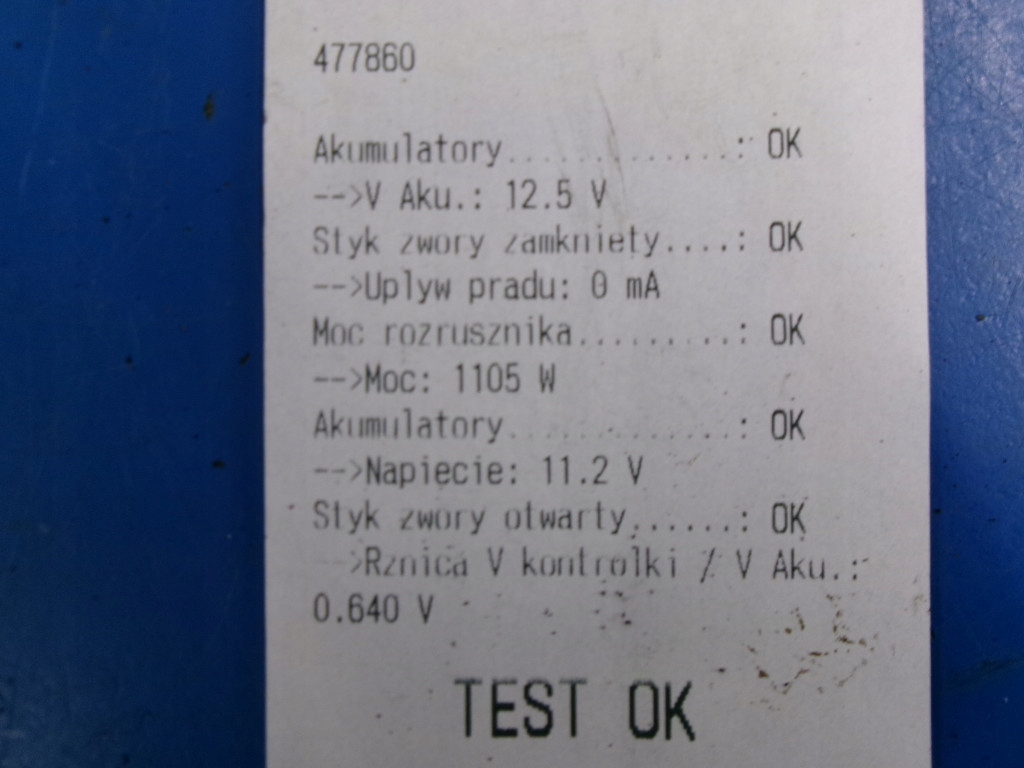 477860
Akumulatory.............: OK
-->V Aku.: 12.5 V
Styk zwory zamkniety....: OK
-->Uplyw pradu: 0 mA
Moc rozrusznika.........: OK
-->Moc: 1105 W
Akumulatory.............: OK
-->Napiecie: 11.2 V
Styk zwory otwarty......: OK
-->Rznica V kontrolki / V Aku.:
0.640 V
TEST OK